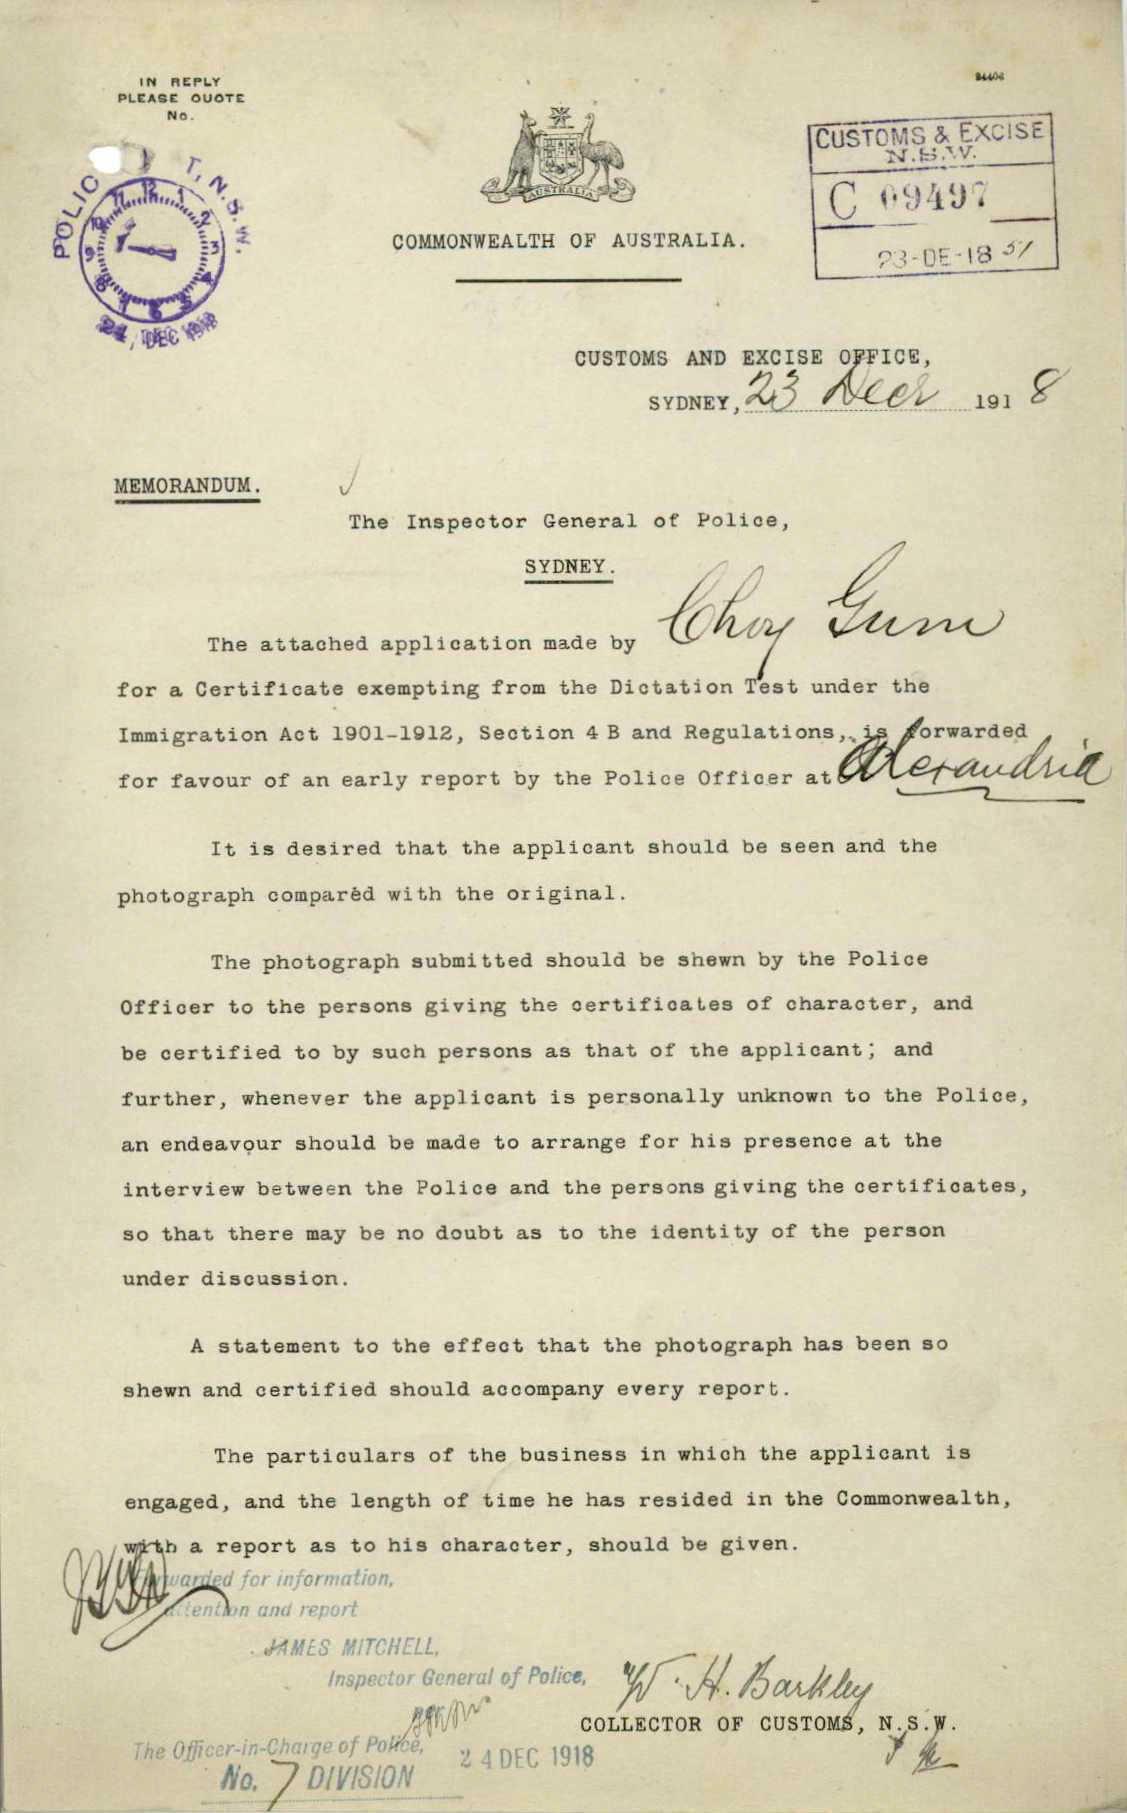 IN REPLY
PLEASE QUOTE
No.
84406
CUSTOMS & EXCISE
N.S.W.
C 09497
23-DE-18 51
POLIC T, N.S.W.
24 DEC 1918
AUSTRALIA
COMMONWEALTH OF AUSTRALIA.
CUSTOMS AND EXCISE OFFICE,
SYDNEY, 23 Decr 1918
MEMORANDUM.
The Inspector General of Police,
SYDNEY.
The attached application made by Choy Gum
for a Certificate exempting from the Dictation Test under the
Immigration Act 1901-1912, Section 4 B and Regulations, is forwarded
for favour of an early report by the Police Officer at Alexandria
It is desired that the applicant should be seen and the
photograph compared with the original.
The photograph submitted should be shewn by the Police
Officer to the persons giving the certificates of character, and
be certified to by such persons as that of the applicant; and
further, whenever the applicant is personally unknown to the Police,
an endeavour should be made to arrange for his presence at the
interview between the Police and the persons giving the certificates,
so that there may be no doubt as to the identity of the person
under discussion.
A statement to the effect that the photograph has been so
shewn and certified should accompany every report.
The particulars of the business in which the applicant is
engaged, and the length of time he has resided in the Commonwealth,
with a report as to his character, should be given.
Forwarded for information,
attention and report
JAMES MITCHELL,
Inspector General of Police,
W. H. Barkley
COLLECTOR OF CUSTOMS, N.S.W.
The Officer-in-Charge of Police,
24 DEC 1918
No. 7 DIVISION